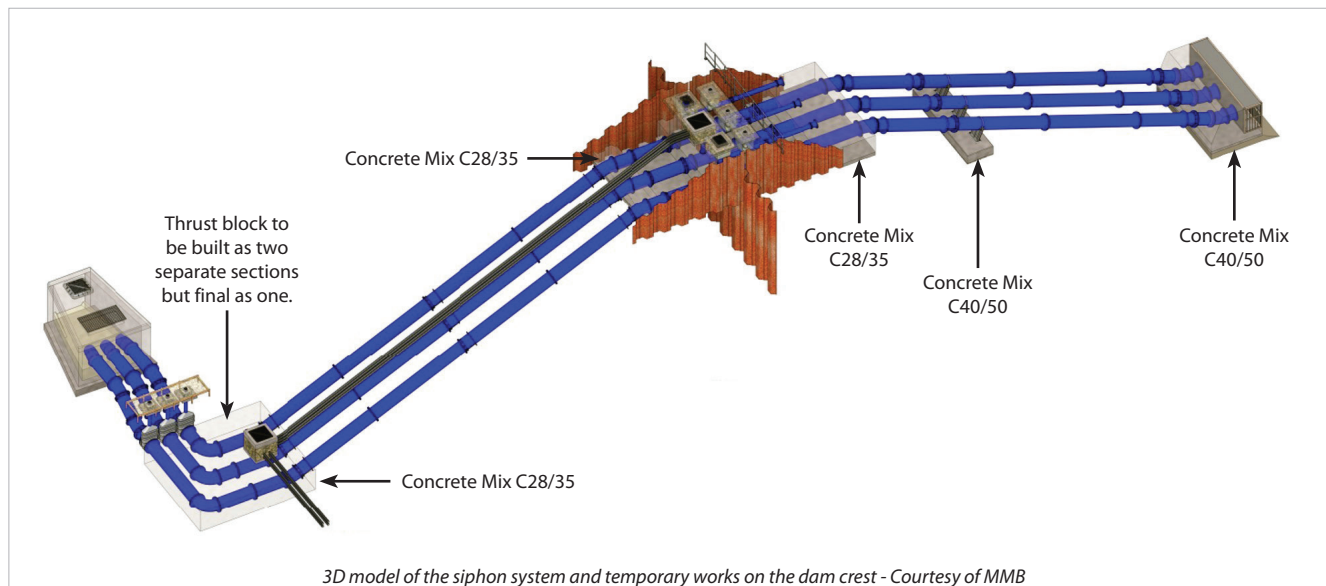 Concrete Mix C28/35
Thrust block to
be built as two
separate sections
but final as one.
Concrete Mix
C28/35
Concrete Mix
C40/50
Concrete Mix
C40/50
Concrete Mix C28/35
3D model of the siphon system and temporary works on the dam crest - Courtesy of MMB